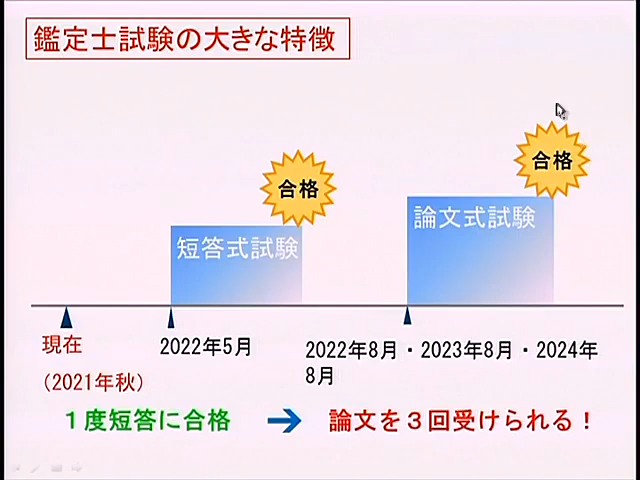 鑑定士試験の大きな特徴
合格
合格
短答式試験
論文式試験
現在
(2021年秋)
2022年5月
2022年8月・2023年8月・2024年
8月
1度短答に合格
論文を3回受けられる!